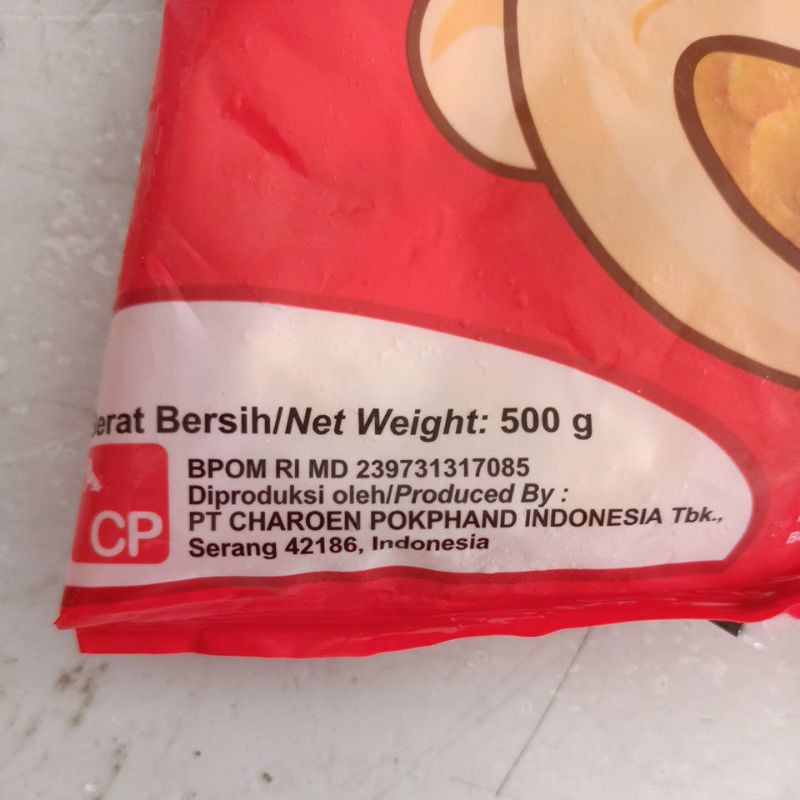 Berat Bersih/Net Weight: 500 g
BPOM RI MD 239731317085
Diproduksi oleh/Produced By :
CP
PT CHAROEN POKPHAND INDONESIA Tbk.,
Serang 42186, Indonesia